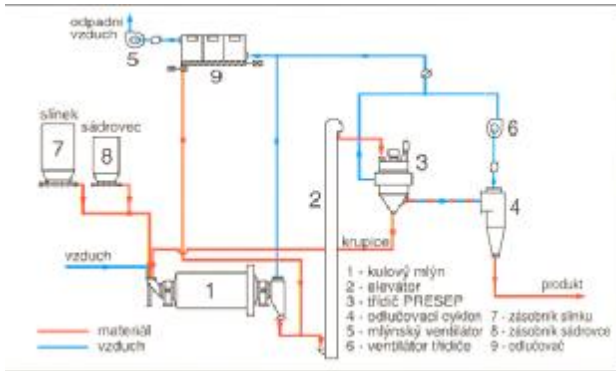 odpadní
vzduch
5
9
slínek
sádrovec
7
8
6
3
2
4
krupice
vzduch
1
produkt
1 - kulový mlýn
2 - elevátor
3 - třídič PRESEP
4 - odlučovací cyklon
5 - mlýnský ventilátor
6 - ventilátor třídiče
7 - zásobník slínku
8 - zásobník sádrovce
9 - odlučovač
materiál
vzduch